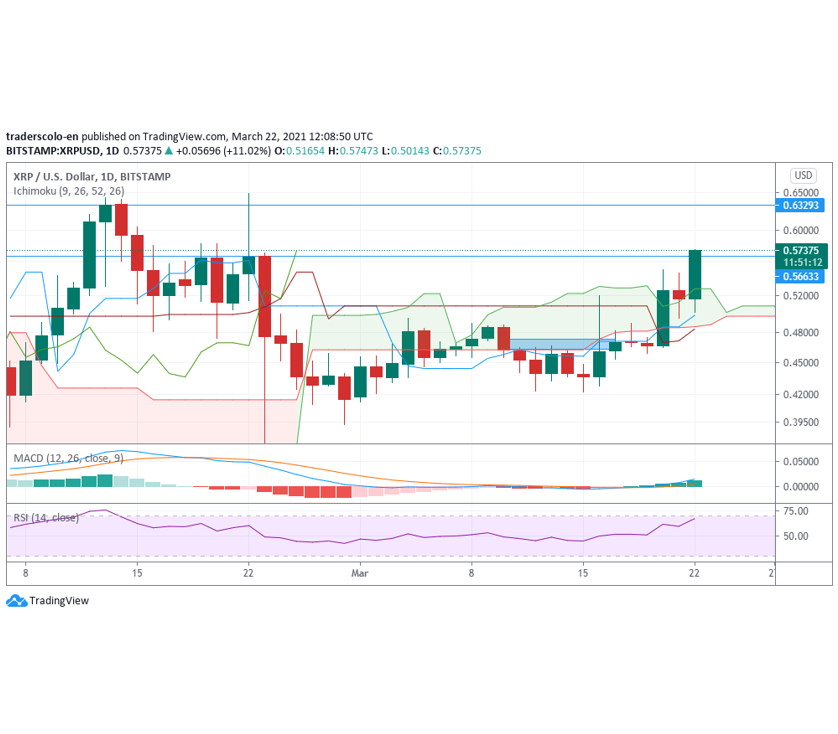 traderscolo-en published on TradingView.com, March 22, 2021 12:08:50 UTC
BITSTAMP:XRPUSD, 1D 0.57375 ▲ +0.05696 (+11.02%) O:0.51654 H:0.57473 L:0.50143 C:0.57375
XRP / U.S. Dollar, 1D, BITSTAMP
USD
Ichimoku (9, 26, 52, 26)
0.65000
0.63293
0.60000
0.57375
11:51:12
0.56633
0.52000
0.48000
0.45000
0.42000
0.39500
MACD (12, 26, close, 9)
0.05000
0.00000
RSI (14, close)
75.00
50.00
8 15 22 Mar 8 15 22
TradingView